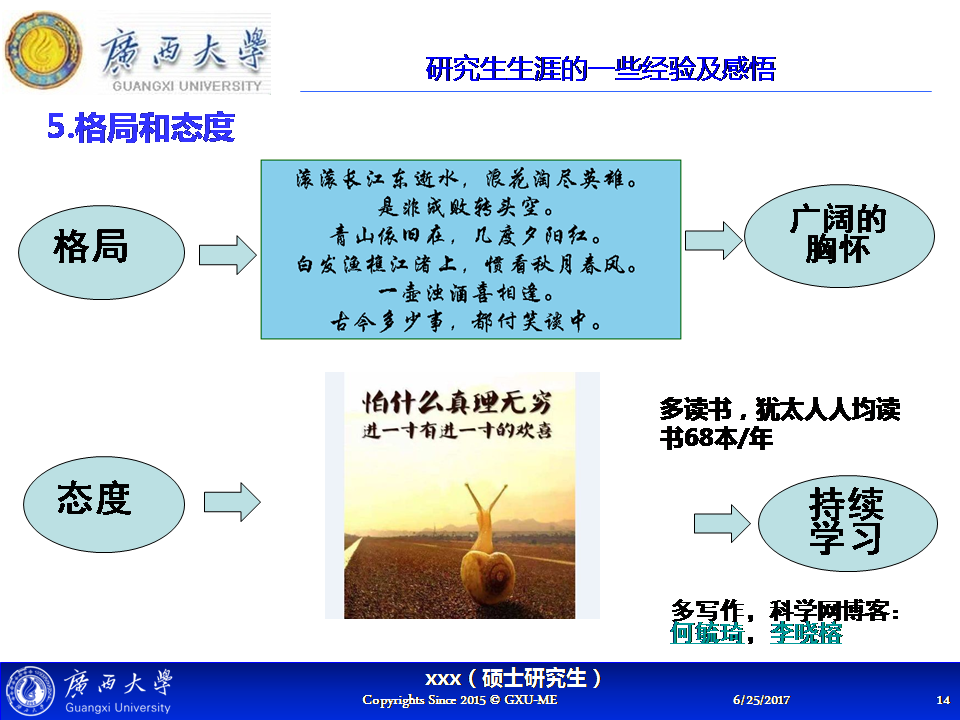 廣西大學
GUANGXI UNIVERSITY
研究生生涯的一些经验及感悟
5.格局和态度
格局
滚滚长江东逝水，浪花淘尽英雄。
是非成败转头空。
青山依旧在，几度夕阳红。
白发渔樵江渚上，惯看秋月春风。
一壶浊酒喜相逢。
古今多少事，都付笑谈中。
广阔的
胸怀
态度
怕什么真理无穷
进一寸有进一寸的欢喜
多读书，犹太人人均读
书68本/年
持续
学习
多写作，科学网博客：
何毓琦，李晓榕
廣西大學
Guangxi University
xxx（硕士研究生）
Copyrights Since 2015 © GXU-ME
6/25/2017
14